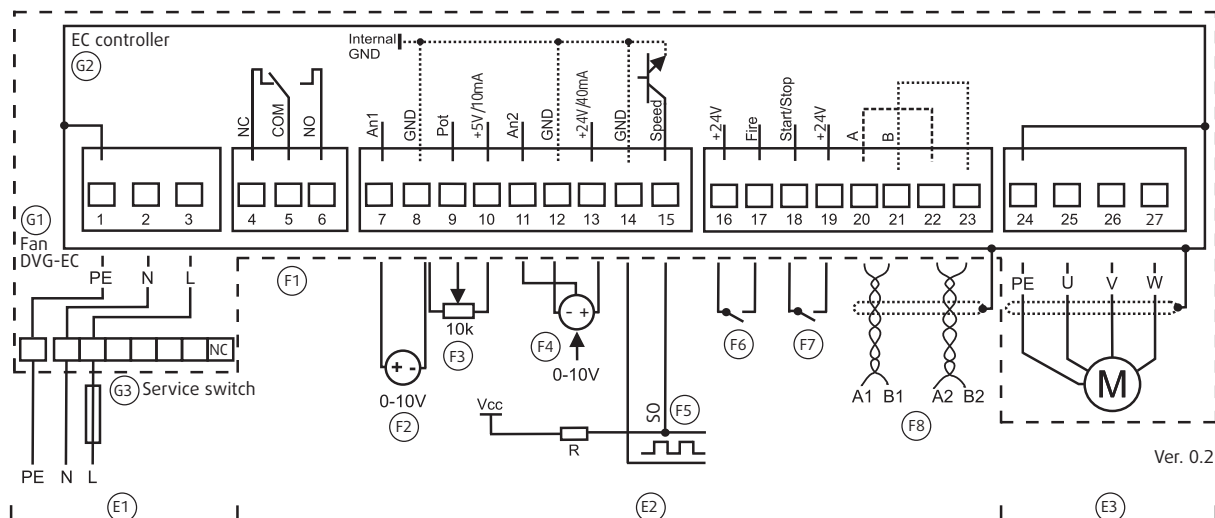 EC controller
G2
Internal
GND
NC
COM
NO
An1
GND
Pot
+5V/10mA
An2
GND
+24V/40mA
GND
Speed
+24V
Fire
Start/Stop
+24V
A
B
1 2 3 4 5 6 7 8 9 10 11 12 13 14 15 16 17 18 19 20 21 22 23 24 25 26 27
G1
Fan
DVG-EC
PE N L
F1
10k
F3
F4
0-10V
0-10V
F2
F6
F7
PE U V W
M
NC
G3 Service switch
Vcc
R
SO
F5
A1 B1 A2 B2
F8
PE N L
Ver. 0.2
E1
E2
E3